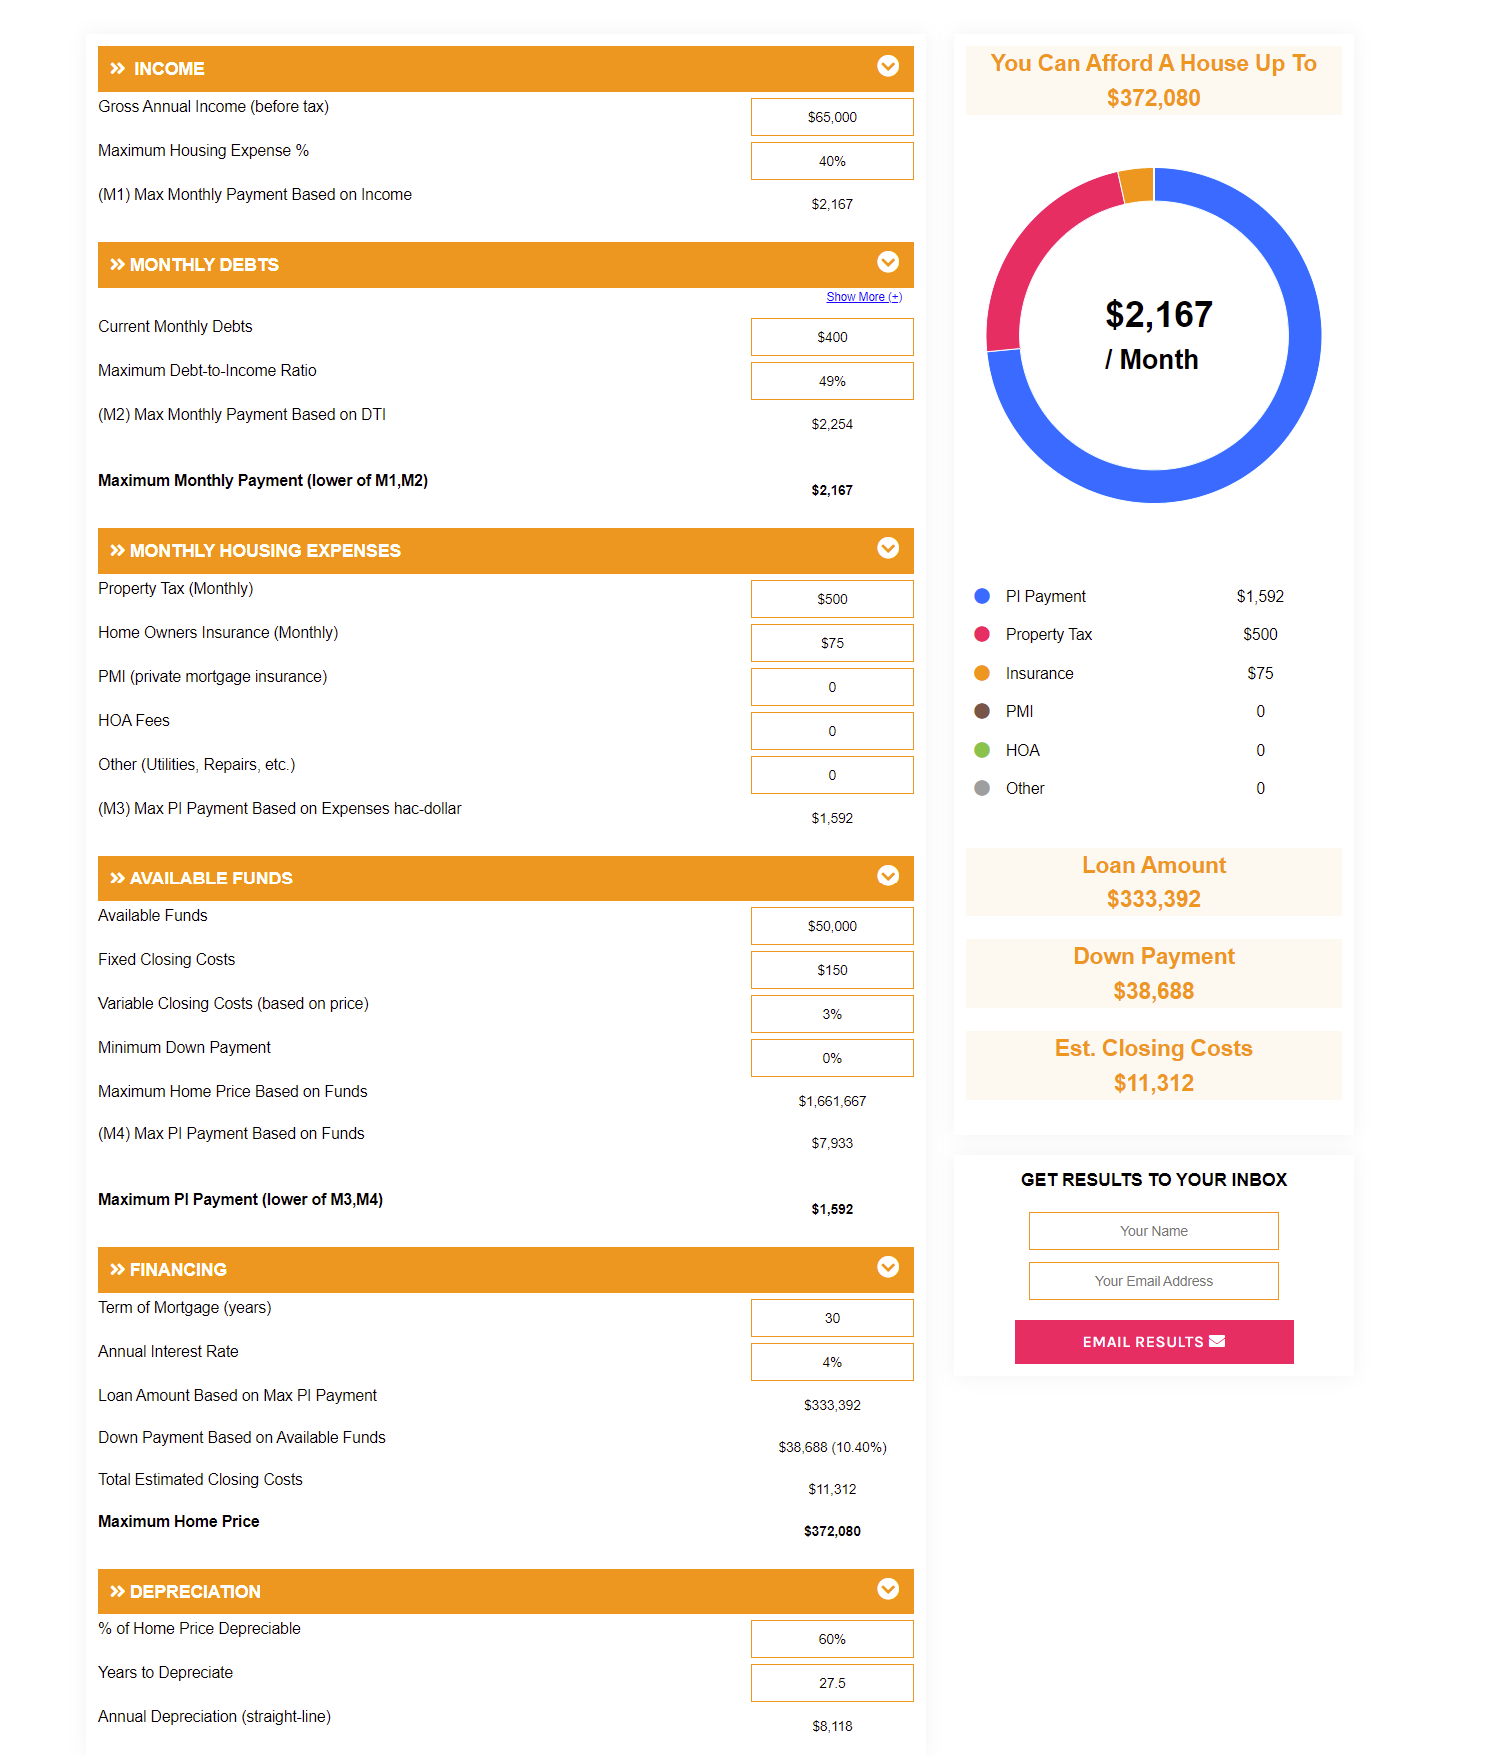 INCOME
Gross Annual Income (before tax)
$65,000
Maximum Housing Expense %
40%
(M1) Max Monthly Payment Based on Income
$2,167
MONTHLY DEBTS
Show More (+)
Current Monthly Debts
$400
Maximum Debt-to-Income Ratio
49%
(M2) Max Monthly Payment Based on DTI
$2,254
Maximum Monthly Payment (lower of M1,M2)
$2,167
MONTHLY HOUSING EXPENSES
Property Tax (Monthly)
$500
Home Owners Insurance (Monthly)
$75
PMI (private mortgage insurance)
0
HOA Fees
0
Other (Utilities, Repairs, etc.)
0
(M3) Max PI Payment Based on Expenses hac-dollar
$1,592
AVAILABLE FUNDS
Available Funds
$50,000
Fixed Closing Costs
$150
Variable Closing Costs (based on price)
3%
Minimum Down Payment
0%
Maximum Home Price Based on Funds
$1,661,667
(M4) Max PI Payment Based on Funds
$7,933
Maximum PI Payment (lower of M3,M4)
$1,592
FINANCING
Term of Mortgage (years)
30
Annual Interest Rate
4%
Loan Amount Based on Max PI Payment
$333,392
Down Payment Based on Available Funds
$38,688 (10.40%)
Total Estimated Closing Costs
$11,312
Maximum Home Price
$372,080
DEPRECIATION
% of Home Price Depreciable
60%
Years to Depreciate
27.5
Annual Depreciation (straight-line)
$8,118
You Can Afford A House Up To
$372,080
$2,167
/ Month
PI Payment $1,592
Property Tax $500
Insurance $75
PMI 0
HOA 0
Other 0
Loan Amount
$333,392
Down Payment
$38,688
Est. Closing Costs
$11,312
GET RESULTS TO YOUR INBOX
Your Name
Your Email Address
EMAIL RESULTS